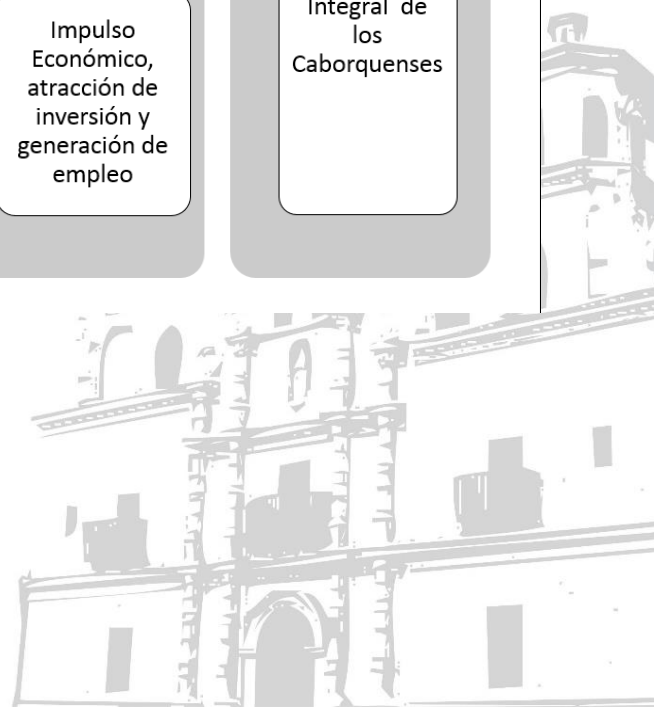 Impulso
Económico,
atracción de
inversión y
generación de
empleo
Integral de
los
Caborquenses